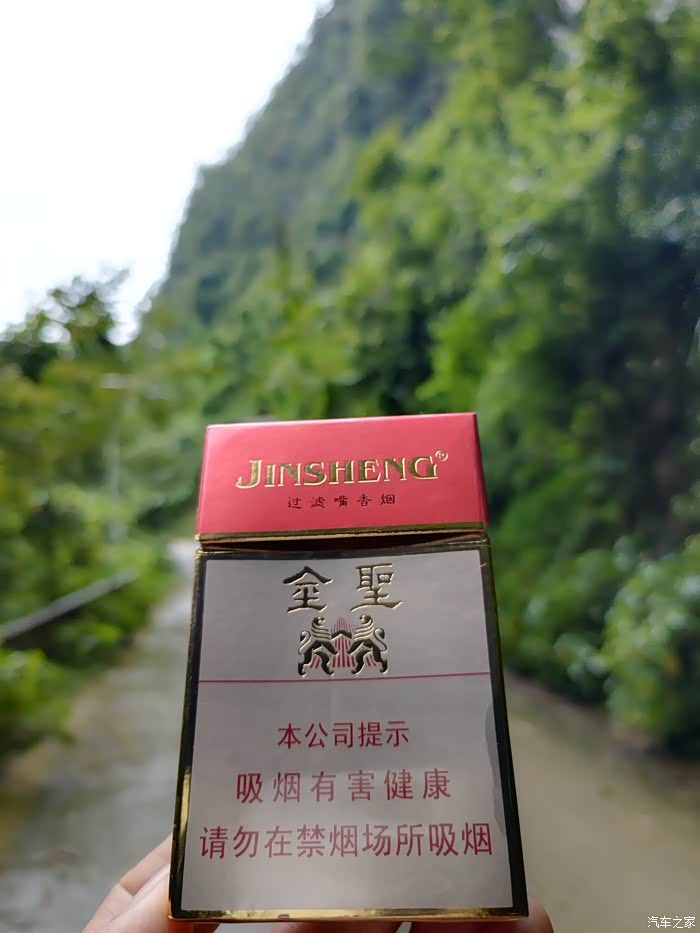 JINSHENG®
过滤嘴香烟
金聖
本公司提示
吸烟有害健康
请勿在禁烟场所吸烟
汽车之家